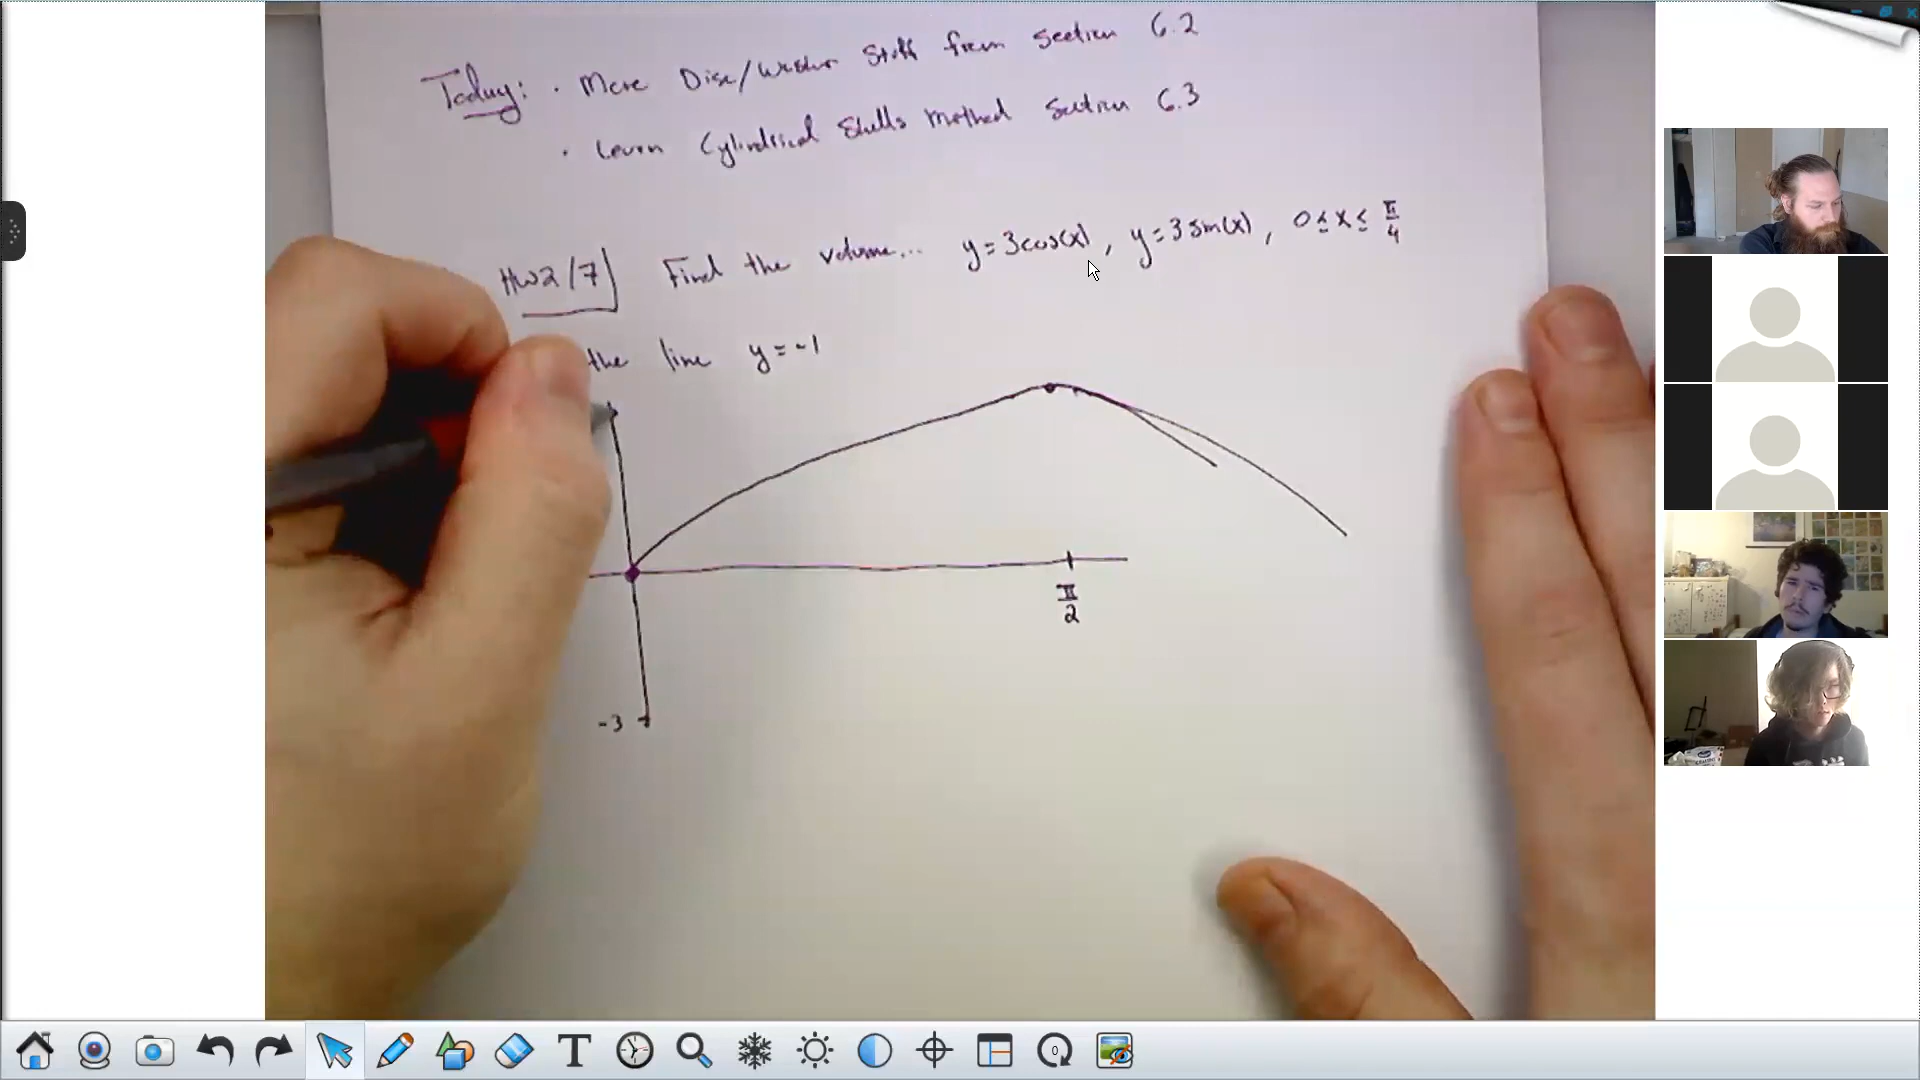 Today: · More Disc/Washer Stuff from section 6.2
· Learn Cylindrical Shells Method Section 6.3
HW2/7 Find the volume... y=3cos(x), y=3sin(x), 0≤x≤π/4
the line y=-1
π/2
-3
T
0